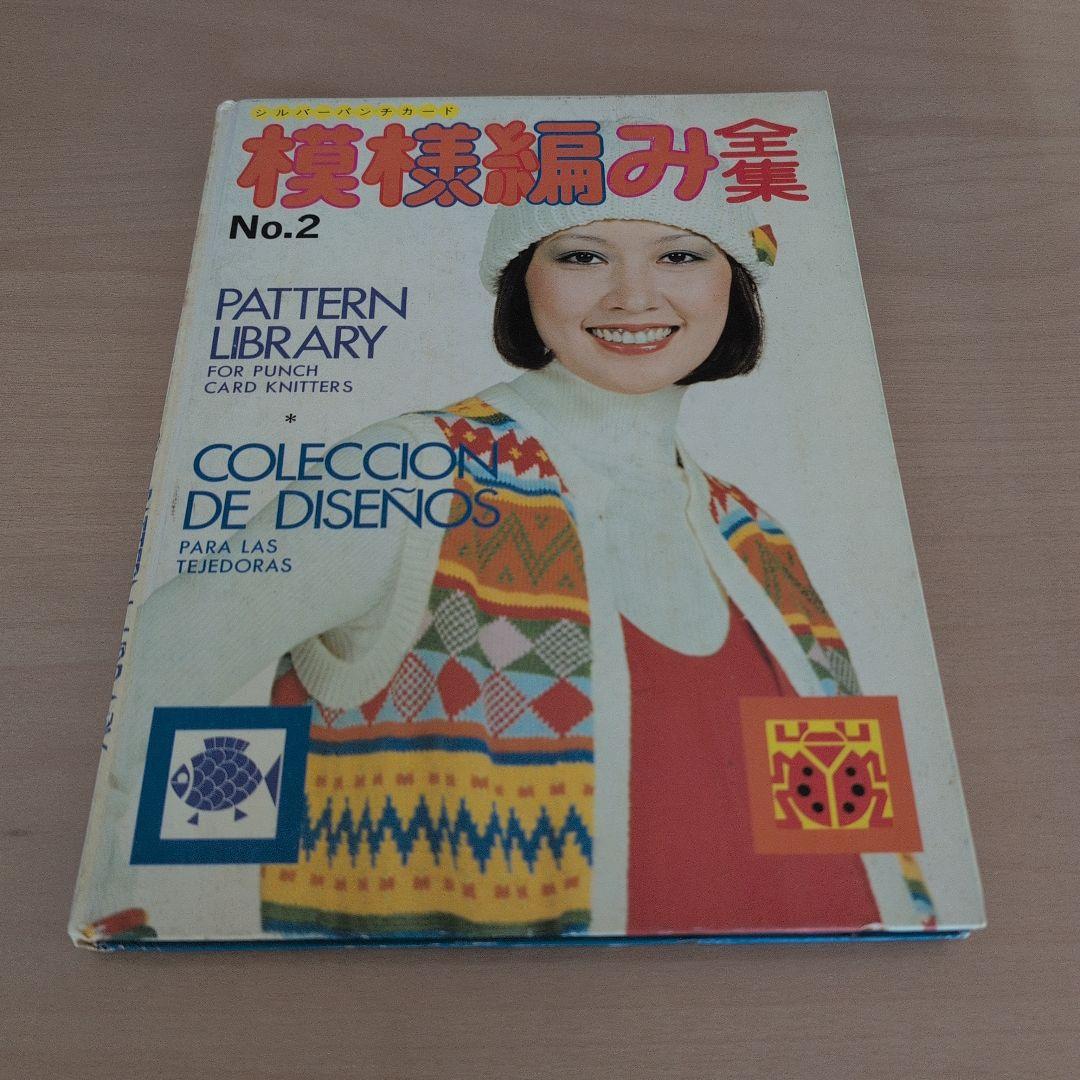 シルバーパンチカード
模様編み全集
No.2
PATTERN
LIBRARY
FOR PUNCH
CARD KNITTERS
*
COLECCION
DE DISEÑOS
PARA LAS
TEJEDORAS